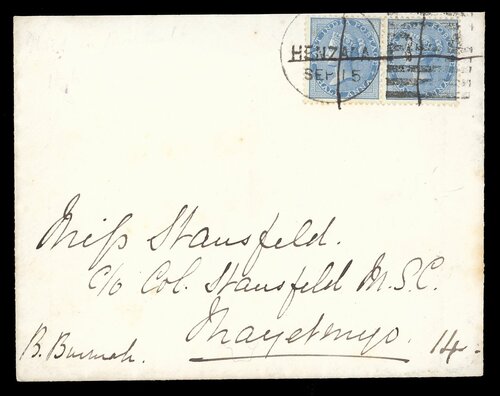 HENZADA
SEP 15
Miss Stansfeld.
C/o Col. Stansfeld M.S.C.
Thayetmyo.
B. Burmah.
14.